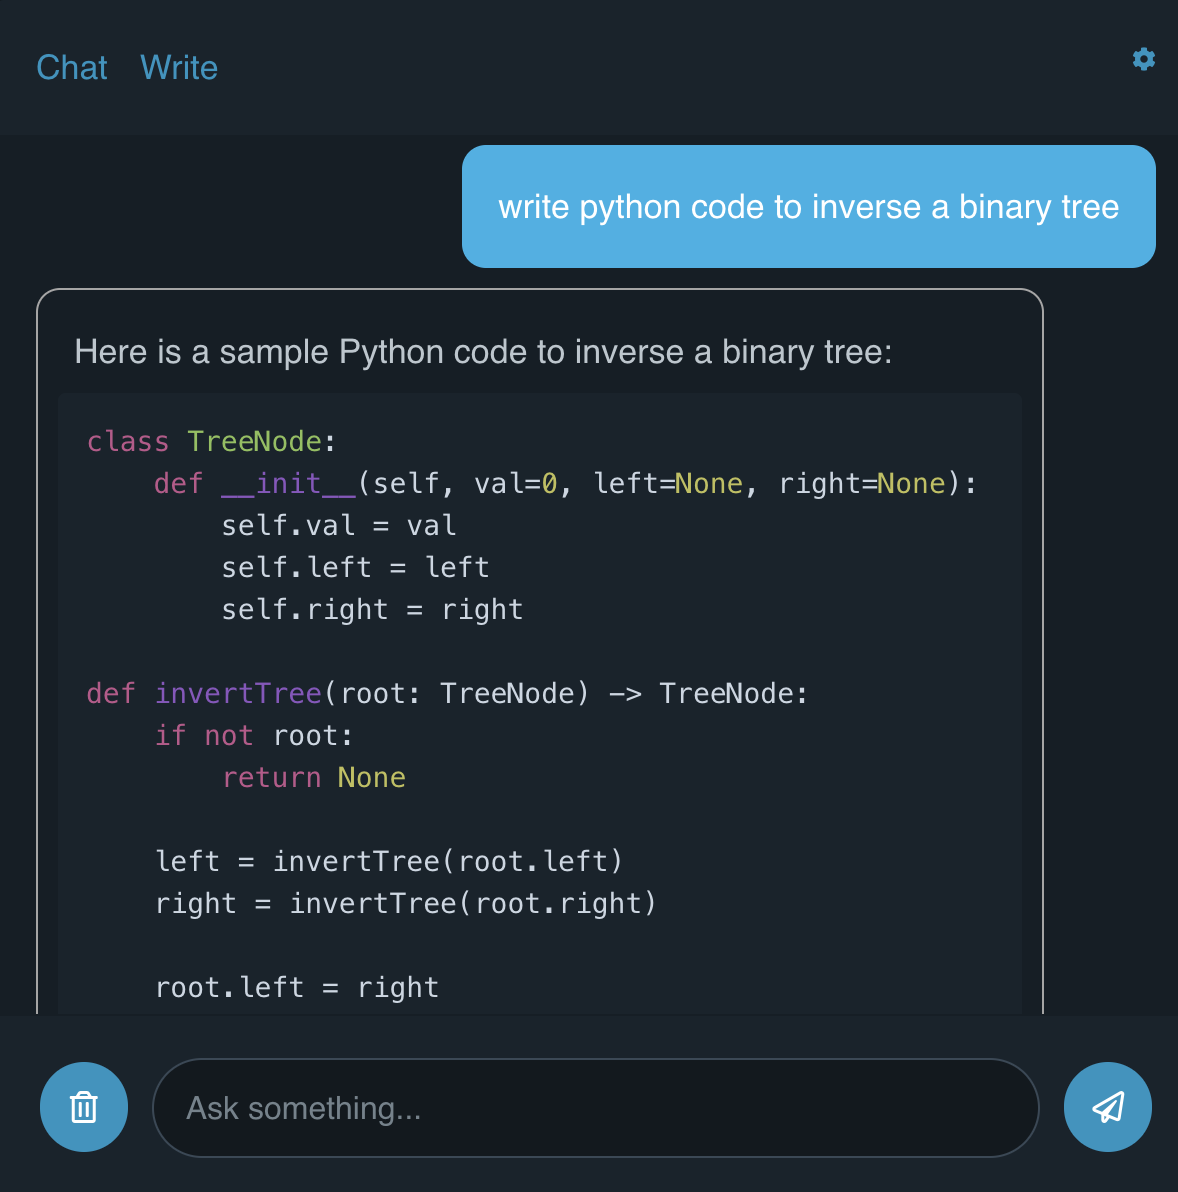 Chat Write
write python code to inverse a binary tree
Here is a sample Python code to inverse a binary tree:
class TreeNode:
    def __init__(self, val=0, left=None, right=None):
        self.val = val
        self.left = left
        self.right = right
def invertTree(root: TreeNode) -> TreeNode:
    if not root:
        return None
    left = invertTree(root.left)
    right = invertTree(root.right)
    root.left = right
Ask something...